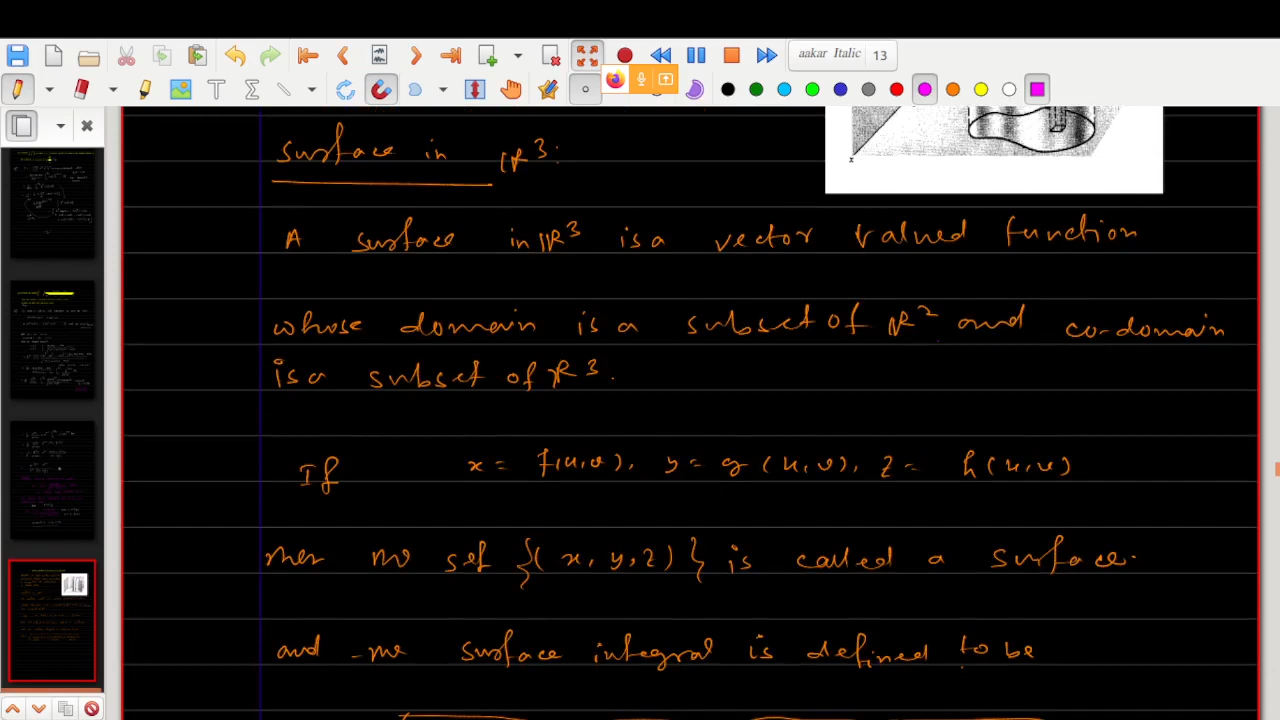 aakar Italic 13
surface in ℝ³:
A surface in ℝ³ is a vector valued function
whose domain is a subset of ℝ² and co-domain
is a subset of ℝ³.
If x = f(u,v), y = g(u,v), z = h(u,v)
then the set {(x, y, z)} is called a surface.
and the surface integral is defined to be
x